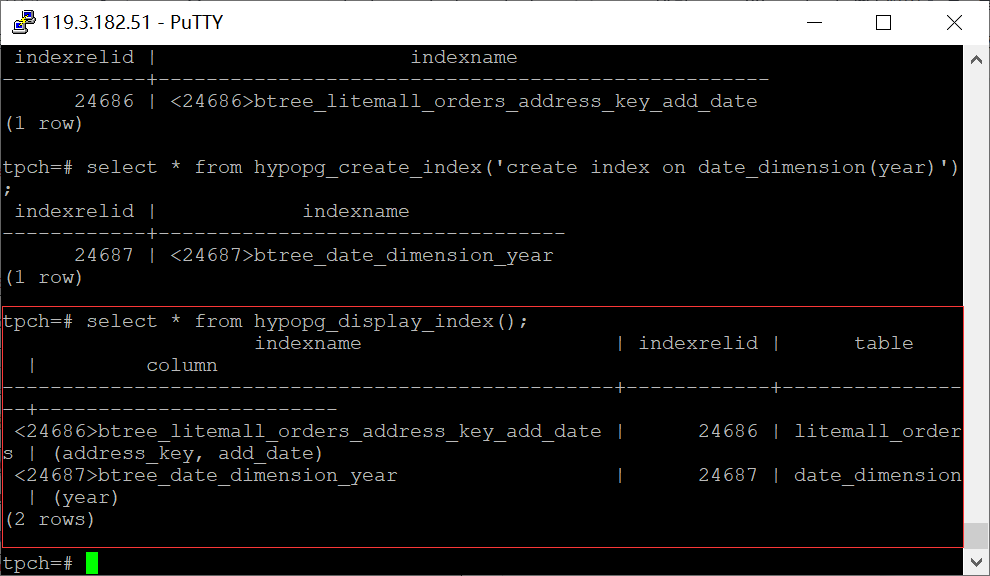 119.3.182.51 - PuTTY
 indexrelid |                     indexname
------------+---------------------------------------------------
      24686 | <24686>btree_litemall_orders_address_key_add_date
(1 row)
tpch=# select * from hypopg_create_index('create index on date_dimension(year)')
;
 indexrelid |            indexname
------------+----------------------------------
      24687 | <24687>btree_date_dimension_year
(1 row)
tpch=# select * from hypopg_display_index();
                     indexname                     | indexrelid |      table
  |         column
---------------------------------------------------+------------+---------------
--+-------------------------
 <24686>btree_litemall_orders_address_key_add_date |      24686 | litemall_order
s | (address_key, add_date)
 <24687>btree_date_dimension_year                  |      24687 | date_dimension
  | (year)
(2 rows)
tpch=#